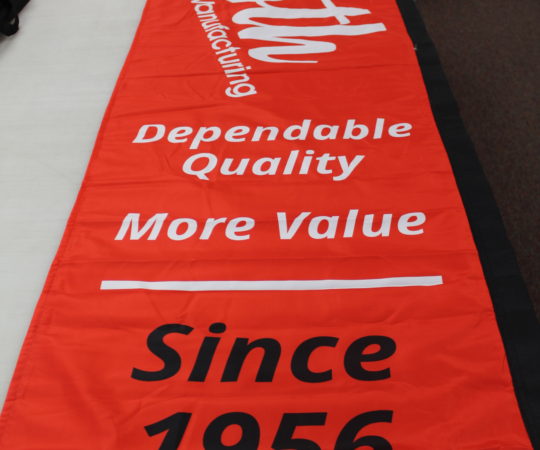 Manufacturing
Dependable
Quality
More Value
Since
1956